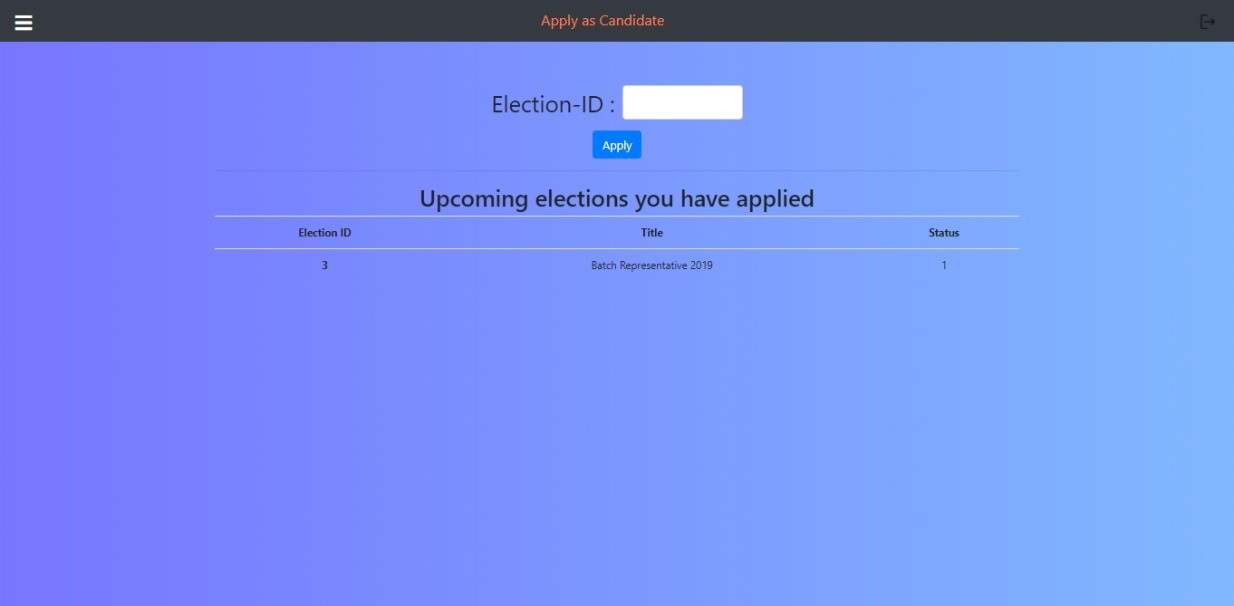 Apply as Candidate
Election-ID :
Apply
Upcoming elections you have applied
Election ID Title Status
3 Batch Representative 2019 1